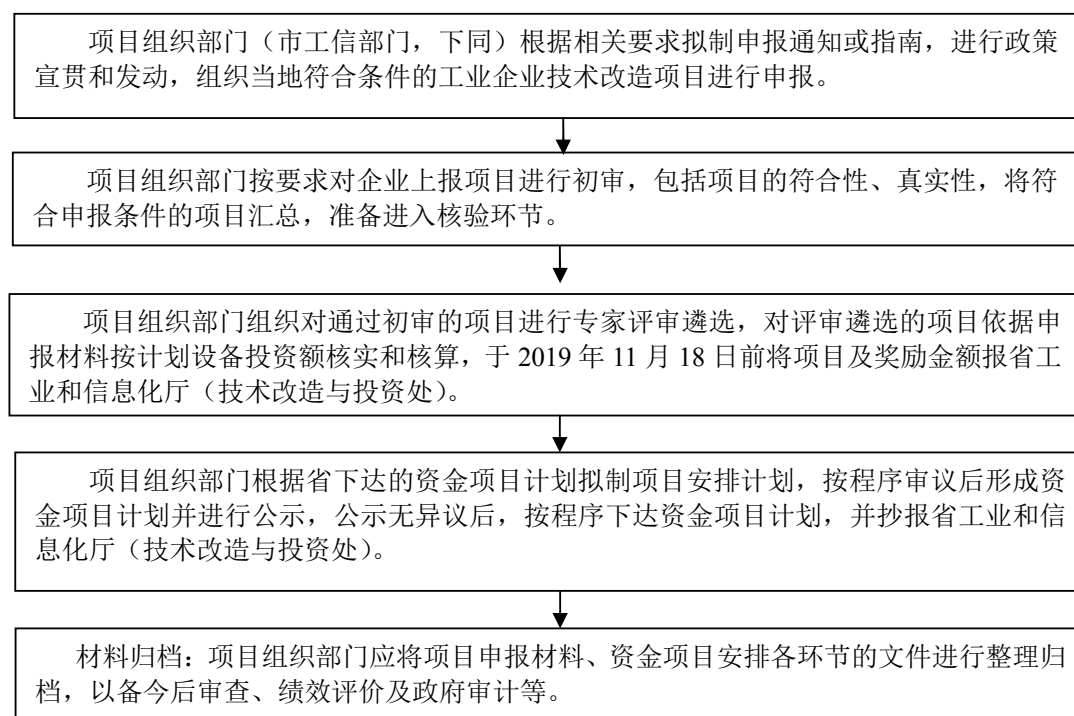 项目组织部门（市工信部门，下同）根据相关要求拟制申报通知或指南，进行政策
宣贯和发动，组织当地符合条件的工业企业技术改造项目进行申报。
项目组织部门按要求对企业上报项目进行初审，包括项目的符合性、真实性，将符
合申报条件的项目汇总，准备进入核验环节。
项目组织部门组织对通过初审的项目进行专家评审遴选，对评审遴选的项目依据申
报材料按计划设备投资额核实和核算，于 2019 年 11 月 18 日前将项目及奖励金额报省工
业和信息化厅（技术改造与投资处）。
项目组织部门根据省下达的资金项目计划拟制项目安排计划，按程序审议后形成资
金项目计划并进行公示，公示无异议后，按程序下达资金项目计划，并抄报省工业和信
息化厅（技术改造与投资处）。
材料归档：项目组织部门应将项目申报材料、资金项目安排各环节的文件进行整理归
档，以备今后审查、绩效评价及政府审计等。